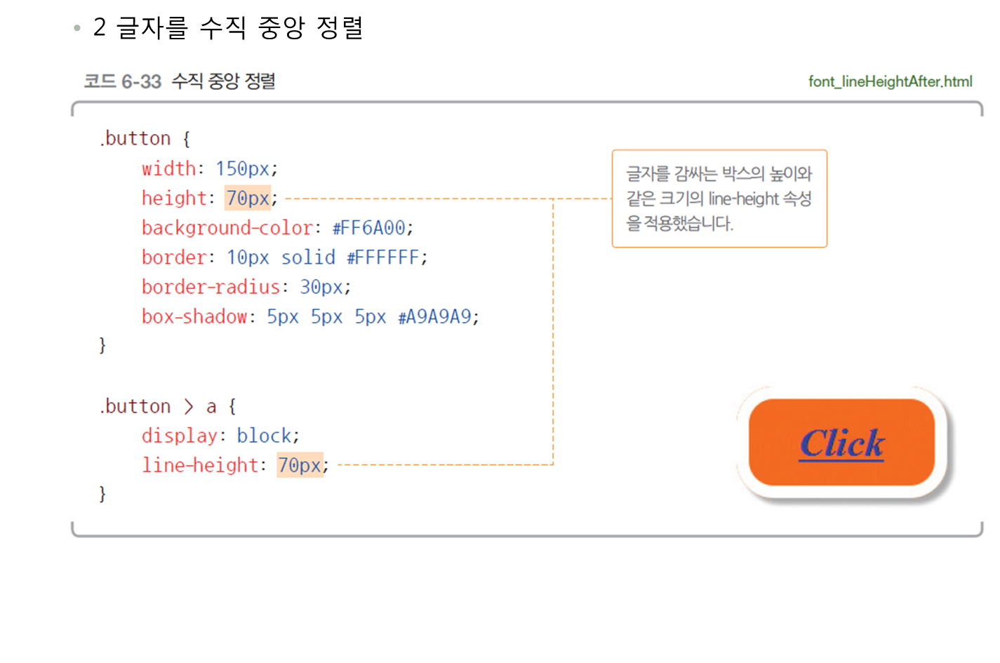 • 2 글자를 수직 중앙 정렬
코드 6-33 수직 중앙 정렬
font_lineHeightAfter.html
.button {
width: 150px;
height: 70px;
background-color: #FF6A00;
border: 10px solid #FFFFFF;
border-radius: 30px;
box-shadow: 5px 5px 5px #A9A9A9;
}
글자를 감싸는 박스의 높이와
같은 크기의 line-height 속성
을 적용했습니다.
.button > a {
display: block;
line-height: 70px;
}
Click